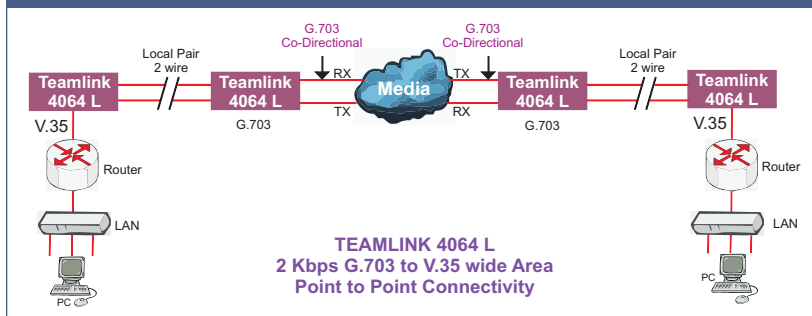 G.703
Co-Directional
G.703
Co-Directional
Local Pair
2 wire
Local Pair
2 wire
RX
TX
Teamlink
4064 L
Teamlink
4064 L
Media
Teamlink
4064 L
Teamlink
4064 L
TX
RX
V.35
G.703
G.703
V.35
Router
Router
LAN
LAN
TEAMLINK 4064 L
2 Kbps G.703 to V.35 wide Area
Point to Point Connectivity
PC
PC